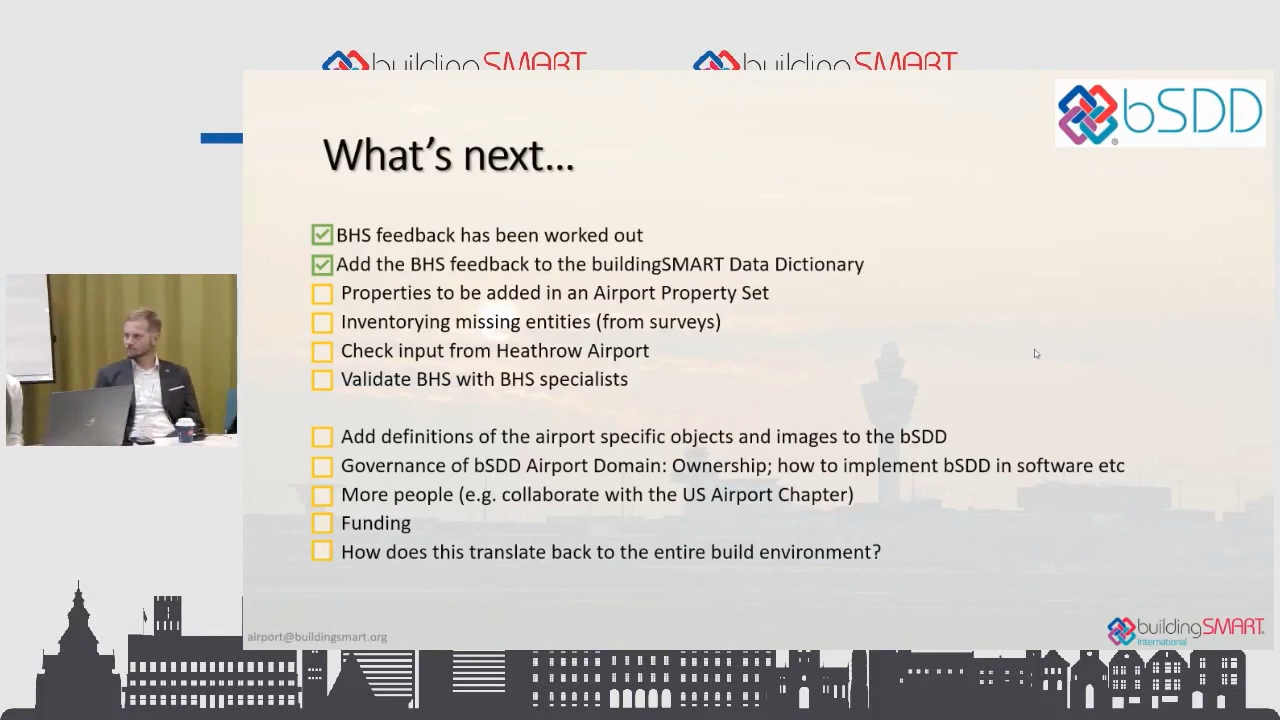 buildingSMART buildingSMART
bSDD
What's next...
BHS feedback has been worked out
Add the BHS feedback to the buildingSMART Data Dictionary
Properties to be added in an Airport Property Set
Inventorying missing entities (from surveys)
Check input from Heathrow Airport
Validate BHS with BHS specialists
Add definitions of the airport specific objects and images to the bSDD
Governance of bSDD Airport Domain: Ownership; how to implement bSDD in software etc
More people (e.g. collaborate with the US Airport Chapter)
Funding
How does this translate back to the entire build environment?
airport@buildingsmart.org
buildingSMART
International